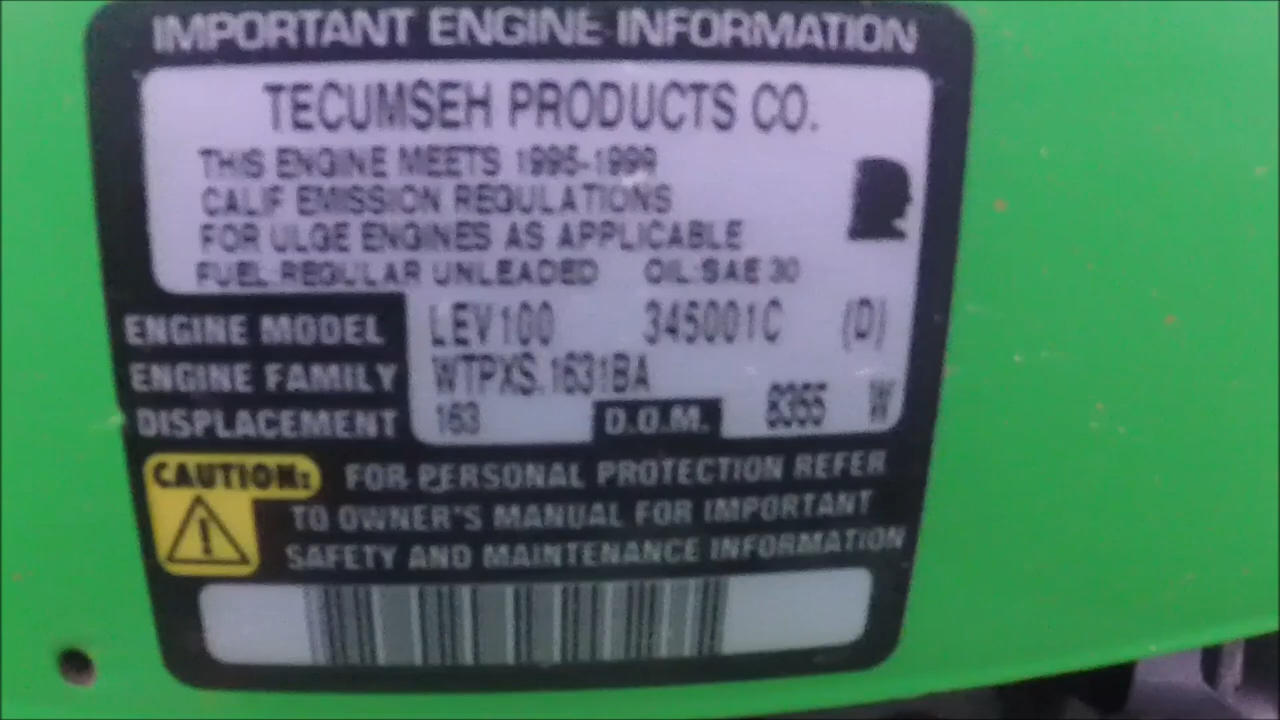 IMPORTANT ENGINE INFORMATION
TECUMSEH PRODUCTS CO.
THIS ENGINE MEETS 1995-1998
CALIF EMISSION REGULATIONS
FOR ULGE ENGINES AS APPLICABLE
FUEL:REGULAR UNLEADED OIL:SAE 30
ENGINE MODEL LEV100 345001C (D)
ENGINE FAMILY WTPXS.1631BA
DISPLACEMENT 163 D.O.M. 8355 W
CAUTION: FOR PERSONAL PROTECTION REFER
TO OWNER'S MANUAL FOR IMPORTANT
SAFETY AND MAINTENANCE INFORMATION